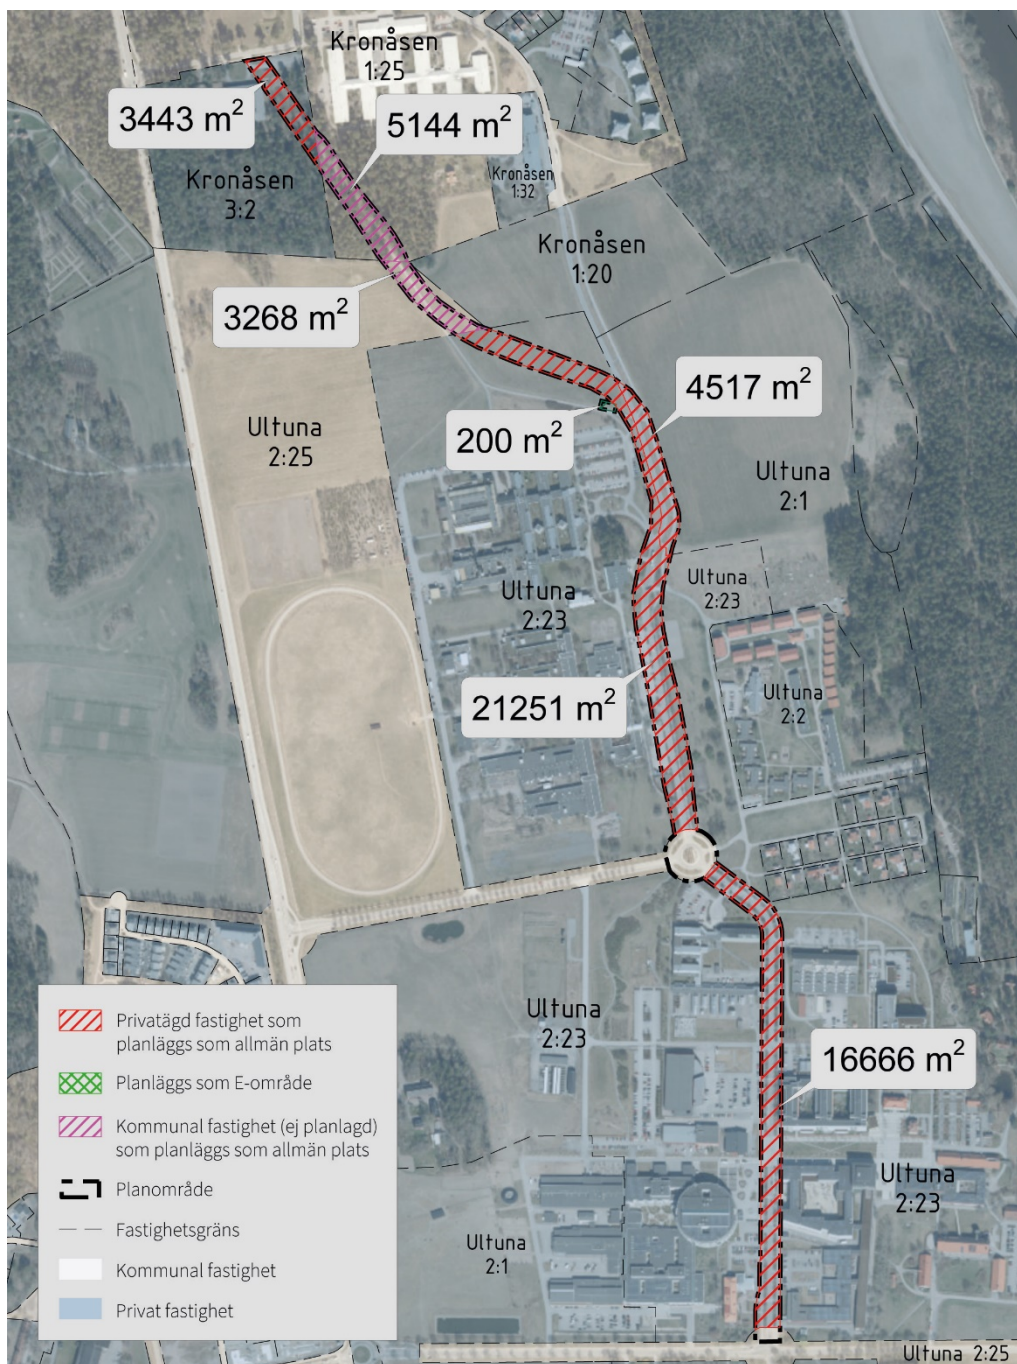 Kronåsen
1:25
3443 m²
5144 m²
Kronåsen
3:2
Kronåsen
1:32
Kronåsen
1:20
3268 m²
4517 m²
200 m²
Ultuna
2:25
Ultuna
2:1
Ultuna
2:23
Ultuna
2:23
21251 m²
Ultuna
2:2
Ultuna
2:23
16666 m²
Ultuna
2:23
Ultuna
2:1
Privatägd fastighet som
planläggs som allmän plats
Planläggs som E-område
Kommunal fastighet (ej planlagd)
som planläggs som allmän plats
Planområde
Fastighetsgräns
Kommunal fastighet
Privat fastighet
Ultuna 2:25